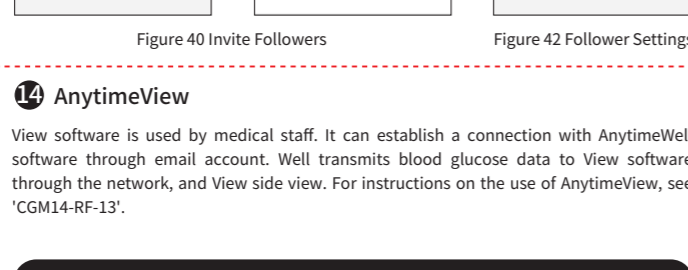 Figure 40 Invite Followers Figure 42 Follower Settings
14 AnytimeView
View software is used by medical staff. It can establish a connection with AnytimeWell
software through email account. Well transmits blood glucose data to View software
through the network, and View side view. For instructions on the use of AnytimeView, see
'CGM14-RF-13'.